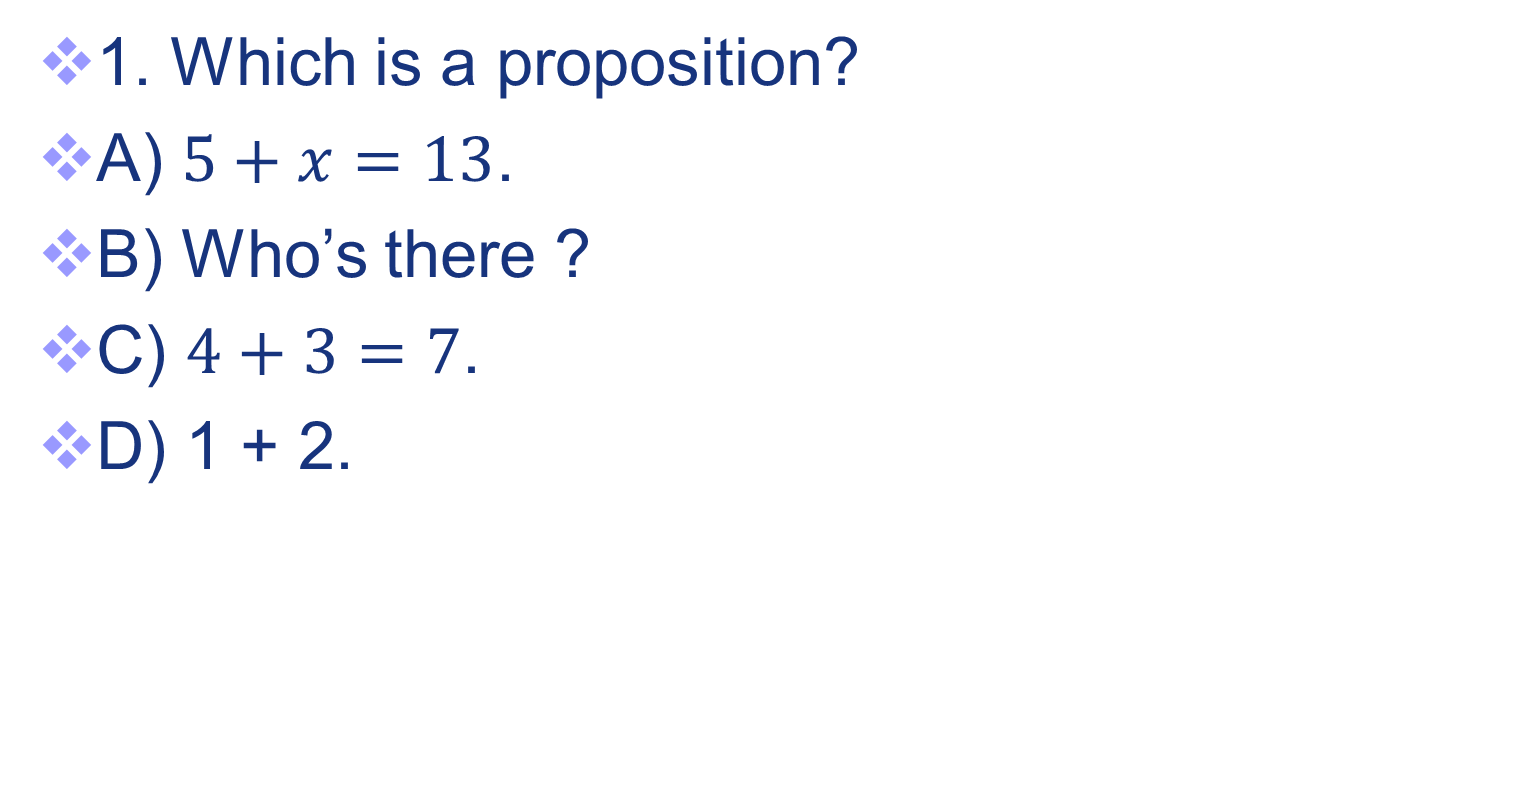 ❖1. Which is a proposition?
❖A) 5 + 𝑥 = 13.
❖B) Who’s there ?
❖C) 4 + 3 = 7.
❖D) 1 + 2.